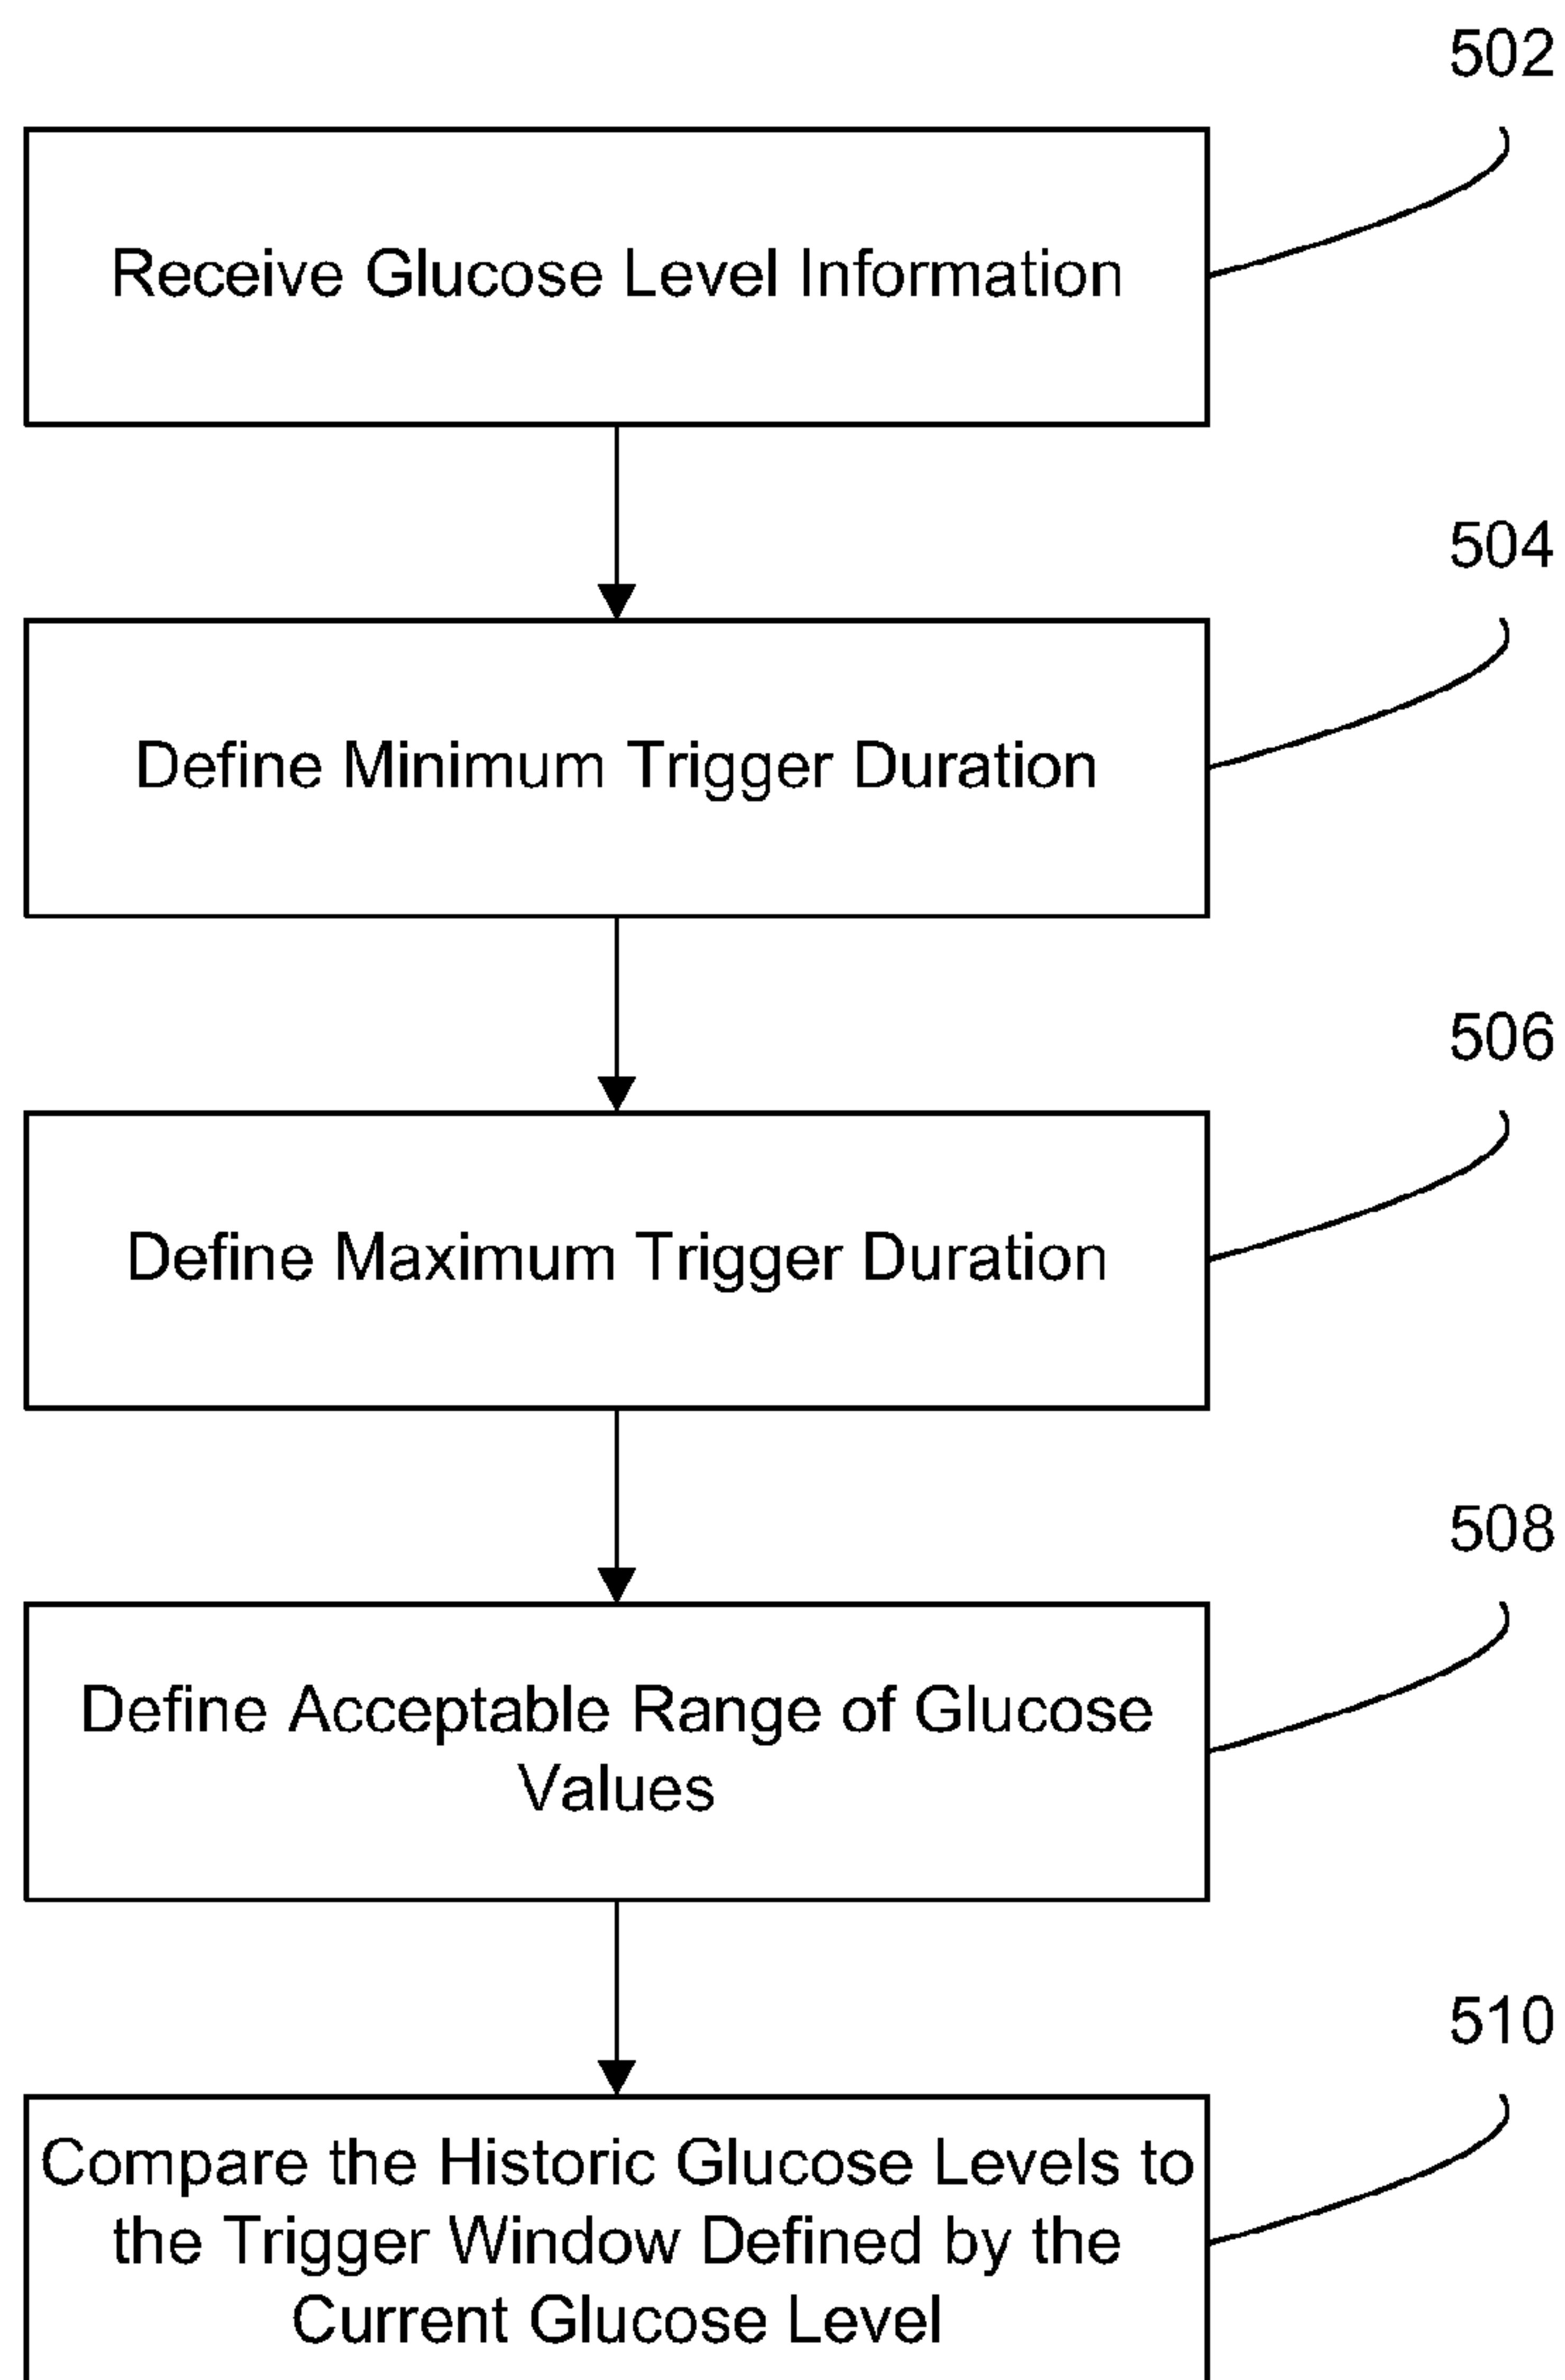 502
Receive Glucose Level Information
504
Define Minimum Trigger Duration
506
Define Maximum Trigger Duration
508
Define Acceptable Range of Glucose
Values
510
Compare the Historic Glucose Levels to
the Trigger Window Defined by the
Current Glucose Level